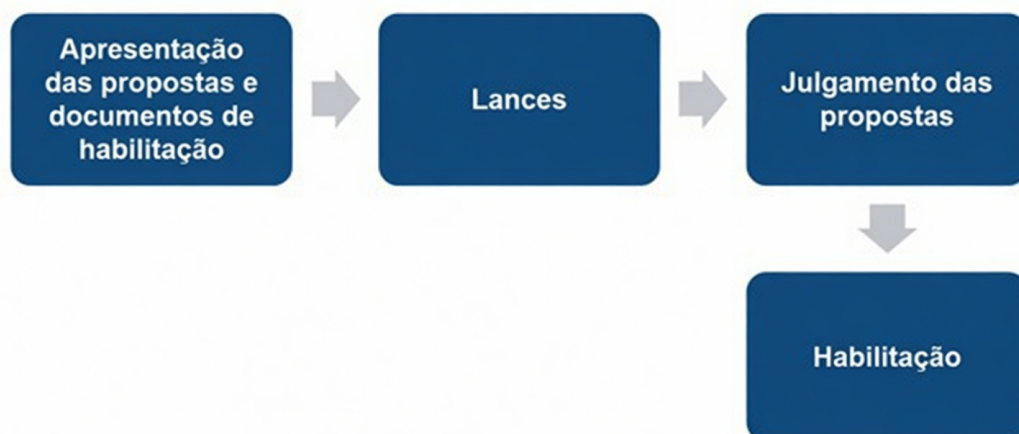 Apresentação
das propostas e
documentos de
habilitação
Lances
Julgamento das
propostas
Habilitação